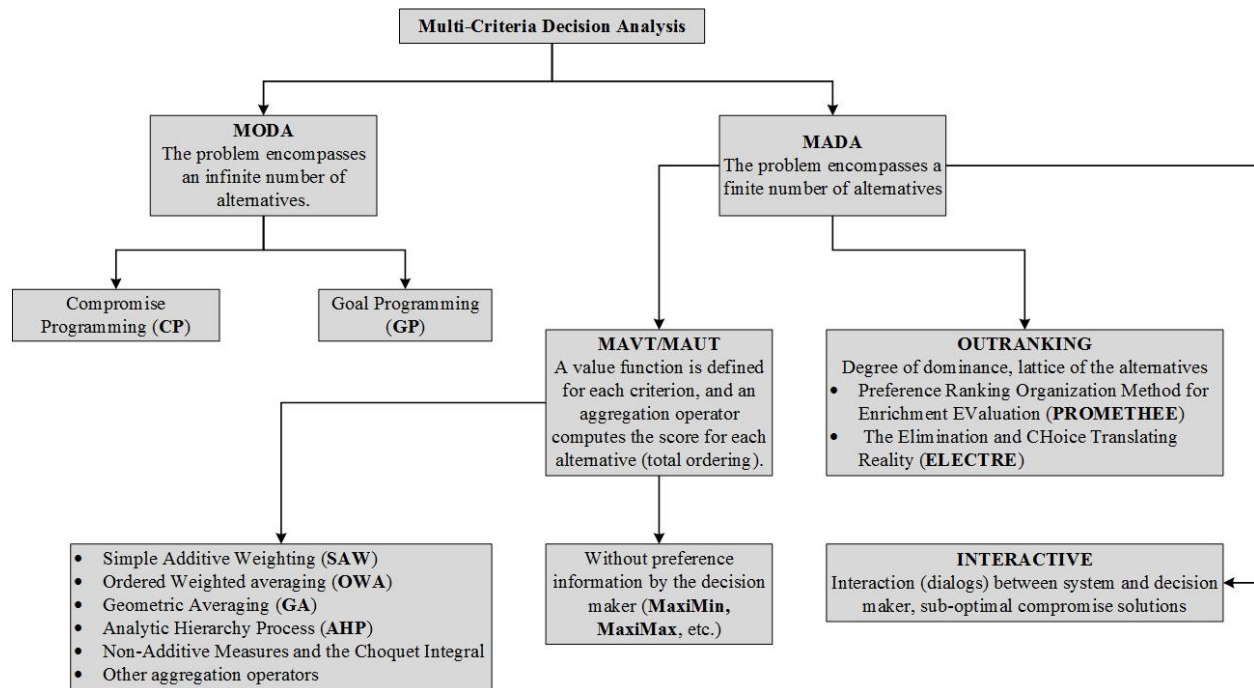 Multi-Criteria Decision Analysis
MODA
The problem encompasses
an infinite number of
alternatives.
MADA
The problem encompasses a
finite number of alternatives
Compromise
Programming (CP)
Goal Programming
(GP)
MAVT/MAUT
A value function is defined
for each criterion, and an
aggregation operator
computes the score for each
alternative (total ordering).
OUTRANKING
Degree of dominance, lattice of the alternatives
• Preference Ranking Organization Method for
Enrichment EValuation (PROMETHEE)
• The Elimination and CHoice Translating
Reality (ELECTRE)
• Simple Additive Weighting (SAW)
• Ordered Weighted averaging (OWA)
• Geometric Averaging (GA)
• Analytic Hierarchy Process (AHP)
• Non-Additive Measures and the Choquet Integral
• Other aggregation operators
Without preference
information by the decision
maker (MaxiMin,
MaxiMax, etc.)
INTERACTIVE
Interaction (dialogs) between system and decision
maker, sub-optimal compromise solutions